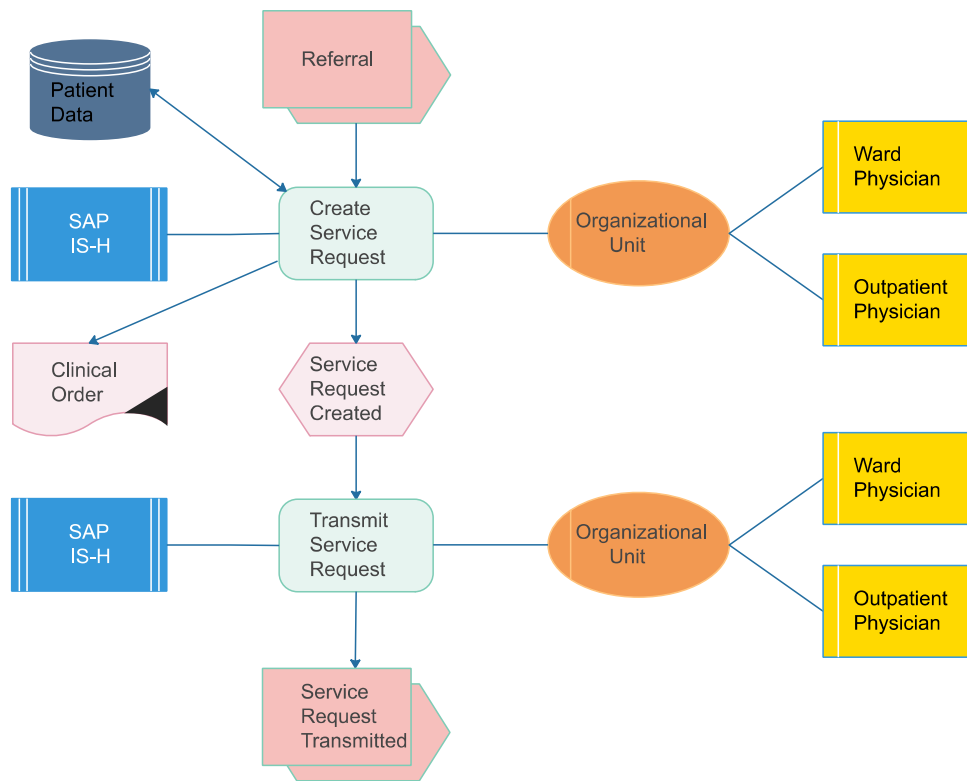 Referral
Patient
Data
Ward
Physician
SAP
IS-H
Create
Service
Request
Organizational
Unit
Outpatient
Physician
Clinical
Order
Service
Request
Created
Ward
Physician
SAP
IS-H
Transmit
Service
Request
Organizational
Unit
Outpatient
Physician
Service
Request
Transmitted